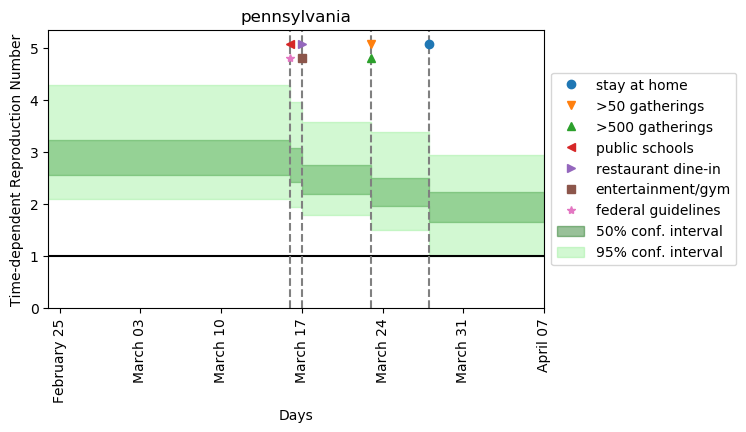 pennsylvania
Time-dependent Reproduction Number
5
4
3
2
1
0
February 25
March 03
March 10
March 17
March 24
March 31
April 07
Days
stay at home
>50 gatherings
>500 gatherings
public schools
restaurant dine-in
entertainment/gym
federal guidelines
50% conf. interval
95% conf. interval